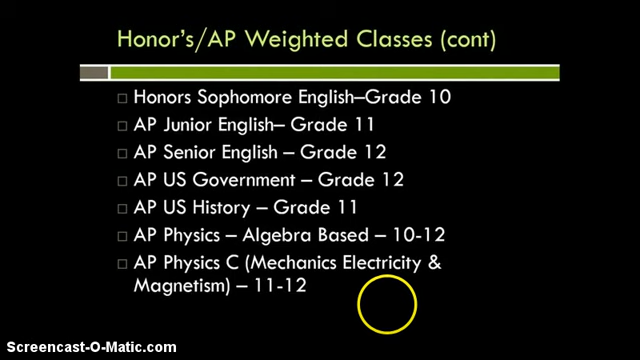 Honor's/AP Weighted Classes (cont)
Honors Sophomore English–Grade 10
AP Junior English– Grade 11
AP Senior English – Grade 12
AP US Government – Grade 12
AP US History – Grade 11
AP Physics – Algebra Based – 10-12
AP Physics C (Mechanics Electricity &
Magnetism) – 11-12
Screencast-O-Matic.com